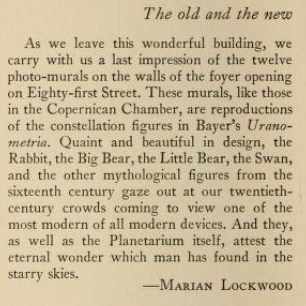 The old and the new
As we leave this wonderful building, we
carry with us a last impression of the twelve
photo-murals on the walls of the foyer opening
on Eighty-first Street. These murals, like those
in the Copernican Chamber, are reproductions
of the constellation figures in Bayer's Urano-
metria. Quaint and beautiful in design, the
Rabbit, the Big Bear, the Little Bear, the Swan,
and the other mythological figures from the
sixteenth century gaze out at our twentieth-
century crowds coming to view one of the
most modern of all modern devices. And they,
as well as the Planetarium itself, attest the
eternal wonder which man has found in the
starry skies.
—Marian Lockwood